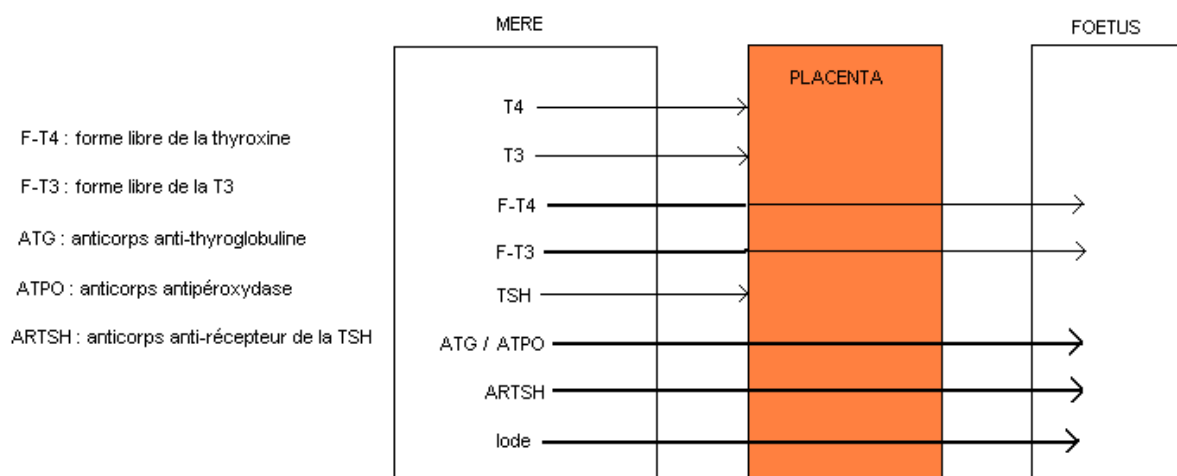 MERE
FOETUS
PLACENTA
T4
F-T4 : forme libre de la thyroxine
T3
F-T3 : forme libre de la T3
F-T4
ATG : anticorps anti-thyroglobuline
F-T3
ATPO : anticorps antipéroxydase
TSH
ARTSH : anticorps anti-récepteur de la TSH
ATG / ATPO
ARTSH
Iode